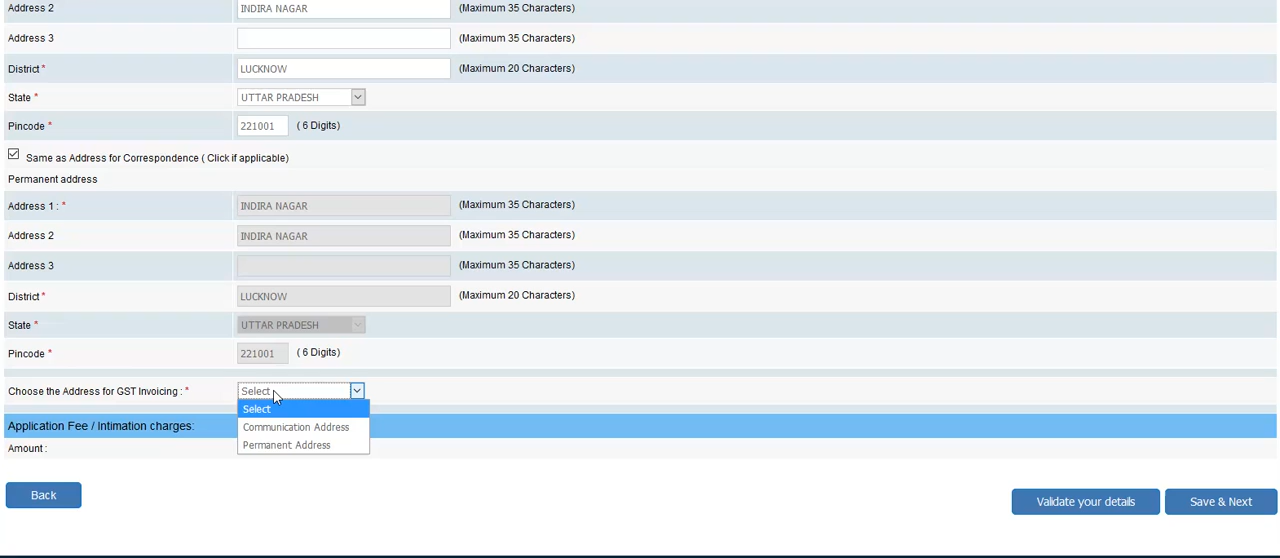 Address 2 INDIRA NAGAR (Maximum 35 Characters)
Address 3 (Maximum 35 Characters)
District * LUCKNOW (Maximum 20 Characters)
State * UTTAR PRADESH
Pincode * 221001 ( 6 Digits)
Same as Address for Correspondence ( Click if applicable)
Permanent address
Address 1 : * INDIRA NAGAR (Maximum 35 Characters)
Address 2 INDIRA NAGAR (Maximum 35 Characters)
Address 3 (Maximum 35 Characters)
District * LUCKNOW (Maximum 20 Characters)
State * UTTAR PRADESH
Pincode * 221001 ( 6 Digits)
Choose the Address for GST Invoicing : * Select
Select
Communication Address
Permanent Address
Application Fee / Intimation charges:
Amount :
Back Validate your details Save & Next